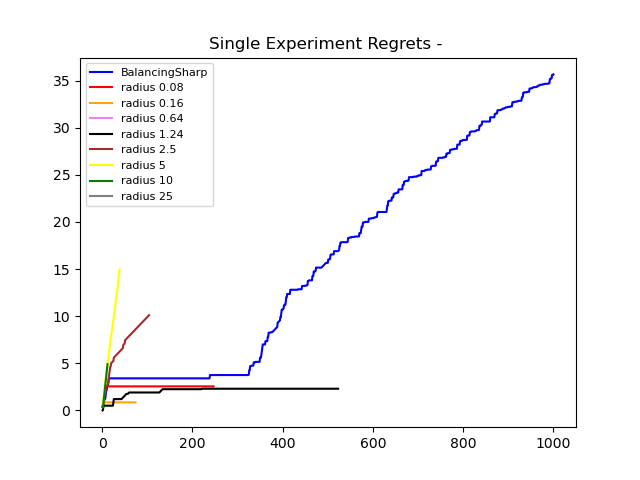 Single Experiment Regrets -
BalancingSharp
radius 0.08
radius 0.16
radius 0.64
radius 1.24
radius 2.5
radius 5
radius 10
radius 25
35
30
25
20
15
10
5
0
0 200 400 600 800 1000